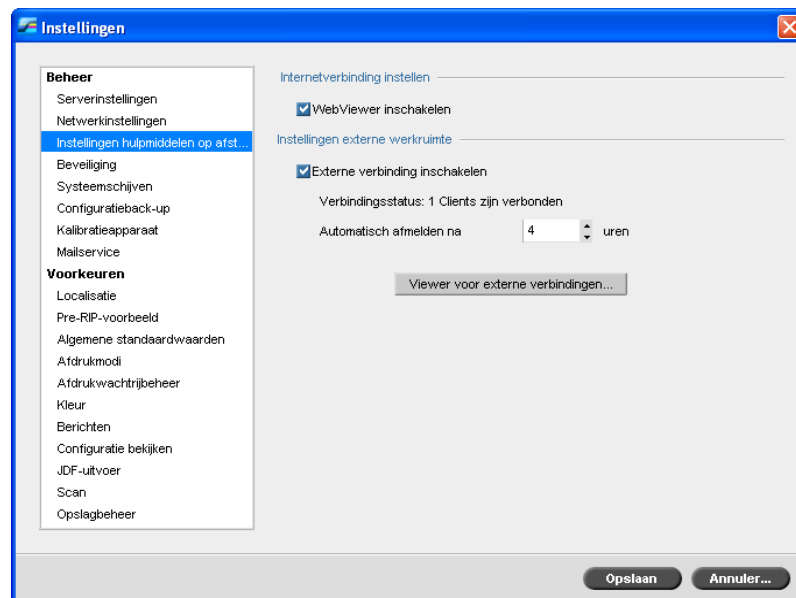 Instellingen
Beheer
Serverinstellingen
Netwerkinstellingen
Instellingen hulpmiddelen op afst...
Beveiliging
Systeemschijven
Configuratieback-up
Kalibratieapparaat
Mailservice
Voorkeuren
Localisatie
Pre-RIP-voorbeeld
Algemene standaardwaarden
Afdrukmodi
Afdrukwachtrijbeheer
Kleur
Berichten
Configuratie bekijken
JDF-uitvoer
Scan
Opslagbeheer
Internetverbinding instellen
WebViewer inschakelen
Instellingen externe werkruimte
Externe verbinding inschakelen
Verbindingsstatus: 1 Clients zijn verbonden
Automatisch afmelden na 4 uren
Viewer voor externe verbindingen...
Opslaan Annuler...